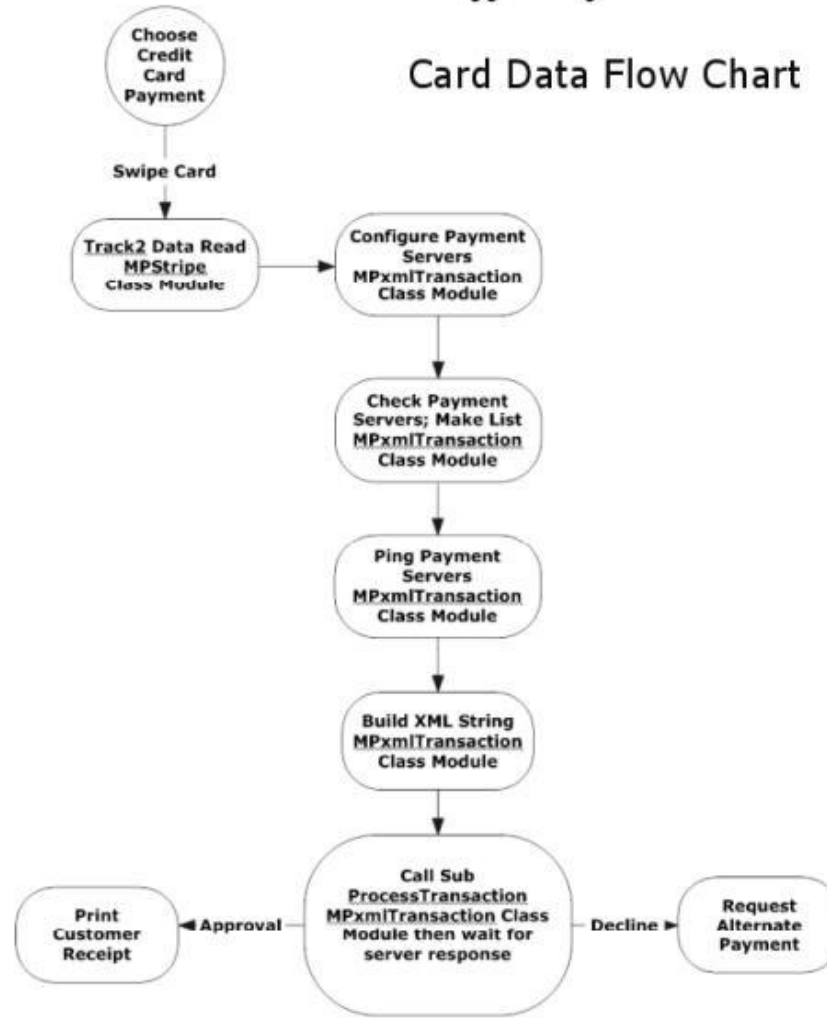 Choose
Credit
Card
Payment
Card Data Flow Chart
Swipe Card
Track2 Data Read
MPStripe
Class Module
Configure Payment
Servers
MPxmlTransaction
Class Module
Check Payment
Servers; Make List
MPxmlTransaction
Class Module
Ping Payment
Servers
MPxmlTransaction
Class Module
Build XML String
MPxmlTransaction
Class Module
Call Sub
ProcessTransaction
MPxmlTransaction Class
Module then wait for
server response
Approval
Print
Customer
Receipt
Decline
Request
Alternate
Payment